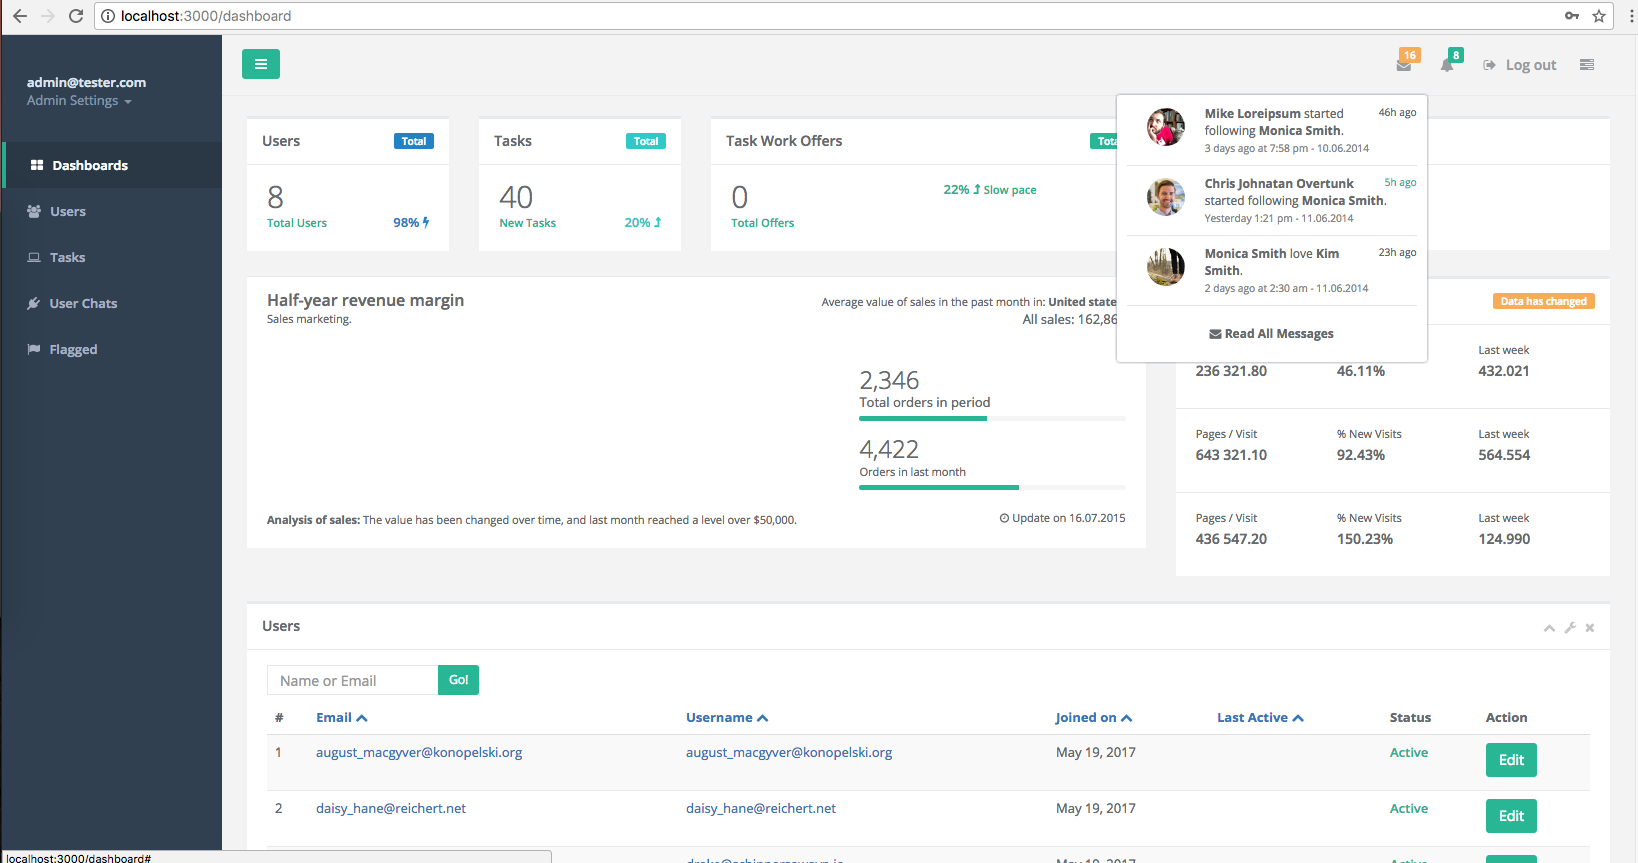 localhost:3000/dashboard
admin@tester.com
Admin Settings
Dashboards
Users
Tasks
User Chats
Flagged
16
8
Log out
Users
Total
8
Total Users
98%
Tasks
Total
40
New Tasks
20%
Task Work Offers
0
Total Offers
22% Slow pace
Mike Loreipsum started
following Monica Smith.
46h ago
3 days ago at 7:58 pm - 10.06.2014
Chris Johnatan Overtunk
started following Monica Smith.
5h ago
Yesterday 1:21 pm - 11.06.2014
Monica Smith love Kim
Smith.
23h ago
2 days ago at 2:30 am - 11.06.2014
Read All Messages
Half-year revenue margin
Sales marketing.
Average value of sales in the past month in: United state
All sales: 162,86
2,346
Total orders in period
4,422
Orders in last month
Analysis of sales: The value has been changed over time, and last month reached a level over $50,000.
Update on 16.07.2015
Data has changed
Last week
236 321.80
46.11%
432.021
Pages / Visit
% New Visits
Last week
643 321.10
92.43%
564.554
Pages / Visit
% New Visits
Last week
436 547.20
150.23%
124.990
Users
Name or Email
Go!
# Email Username Joined on Last Active Status Action
1 august_macgyver@konopelski.org august_macgyver@konopelski.org May 19, 2017 Active Edit
2 daisy_hane@reichert.net daisy_hane@reichert.net May 19, 2017 Active Edit
May 19, 2017 Active
localhost:3000/dashboard#